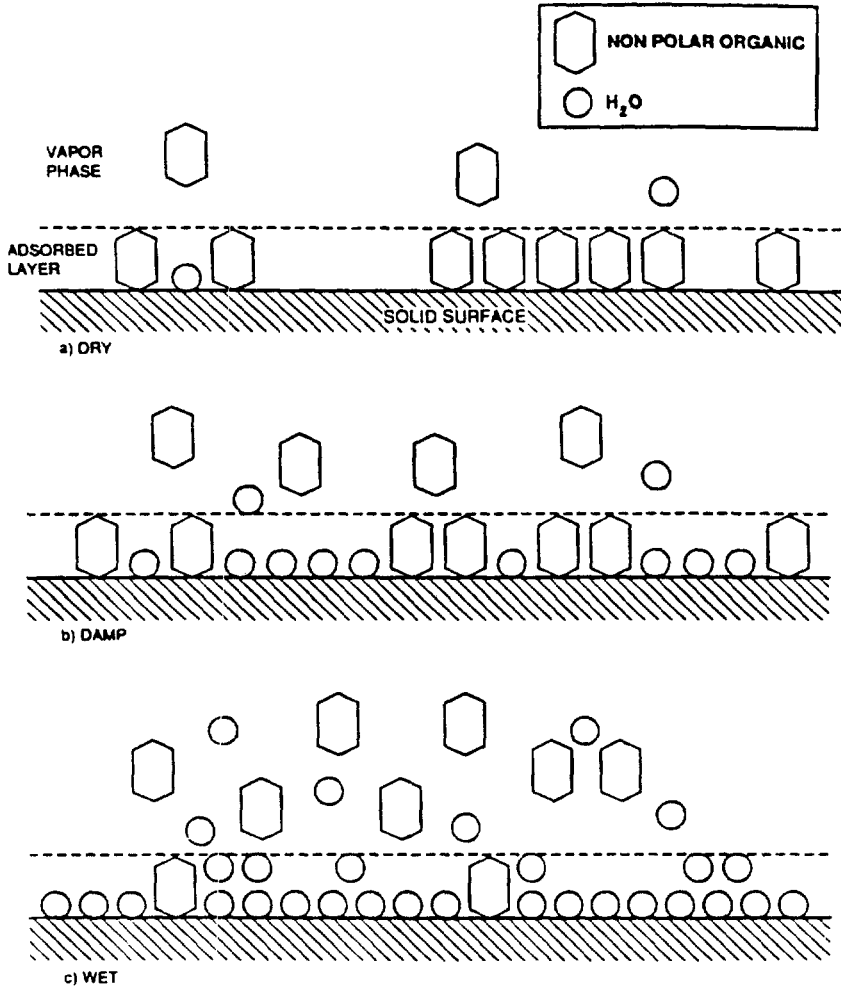 NON POLAR ORGANIC
H₂O
VAPOR
PHASE
ADSORBED
LAYER
SOLID SURFACE
a) DRY
b) DAMP
c) WET